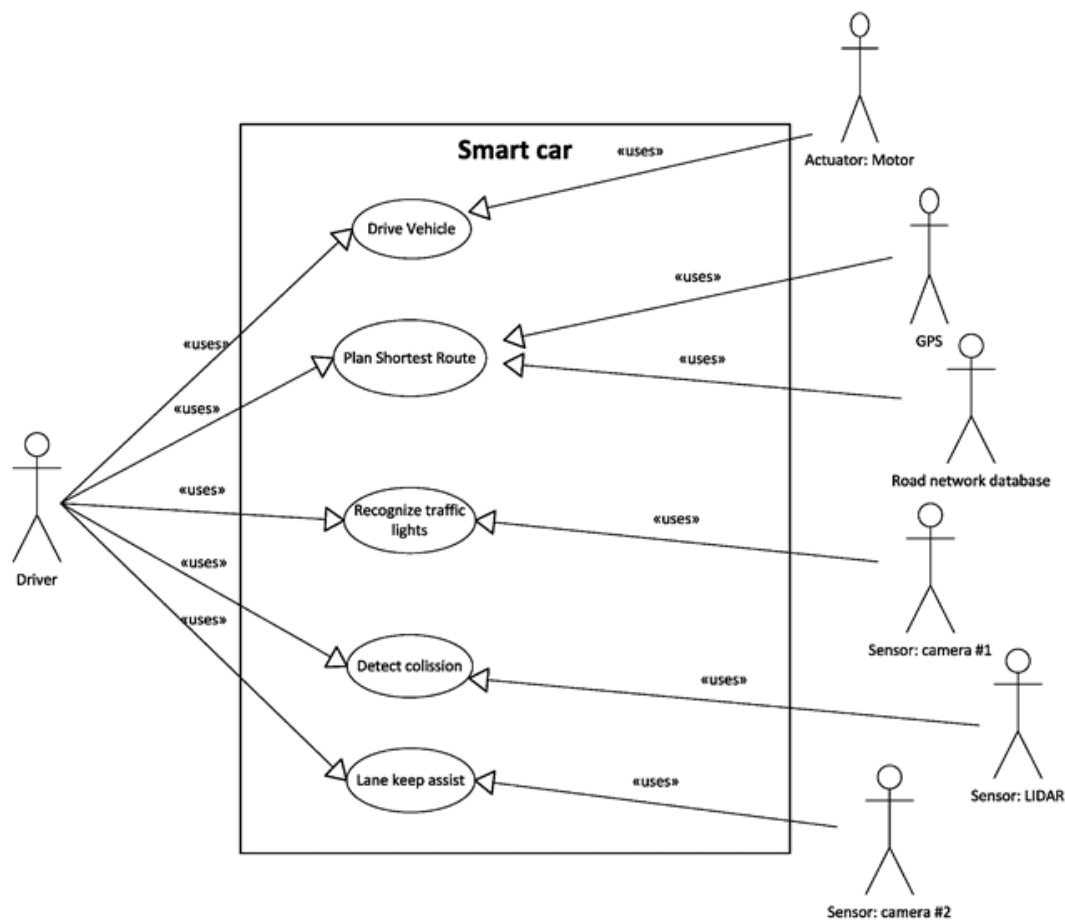 Smart car
«uses»
Actuator: Motor
Drive Vehicle
«uses»
GPS
«uses»
Plan Shortest Route
«uses»
«uses»
Road network database
«uses»
Recognize traffic
lights
«uses»
Sensor: camera #1
Driver
«uses»
Detect colission
«uses»
Sensor: LIDAR
«uses»
Lane keep assist
«uses»
Sensor: camera #2